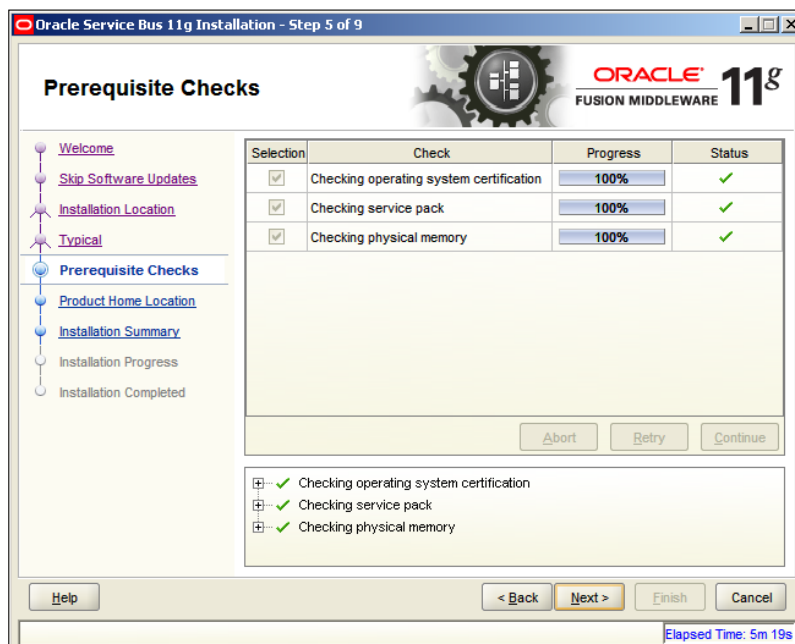 Oracle Service Bus 11g Installation - Step 5 of 9
Prerequisite Checks
ORACLE
FUSION MIDDLEWARE
11g
Welcome
Skip Software Updates
Installation Location
Typical
Prerequisite Checks
Product Home Location
Installation Summary
Installation Progress
Installation Completed
Selection Check Progress Status
Checking operating system certification 100%
Checking service pack 100%
Checking physical memory 100%
Abort Retry Continue
Checking operating system certification
Checking service pack
Checking physical memory
Help < Back Next > Finish Cancel
Elapsed Time: 5m 19s